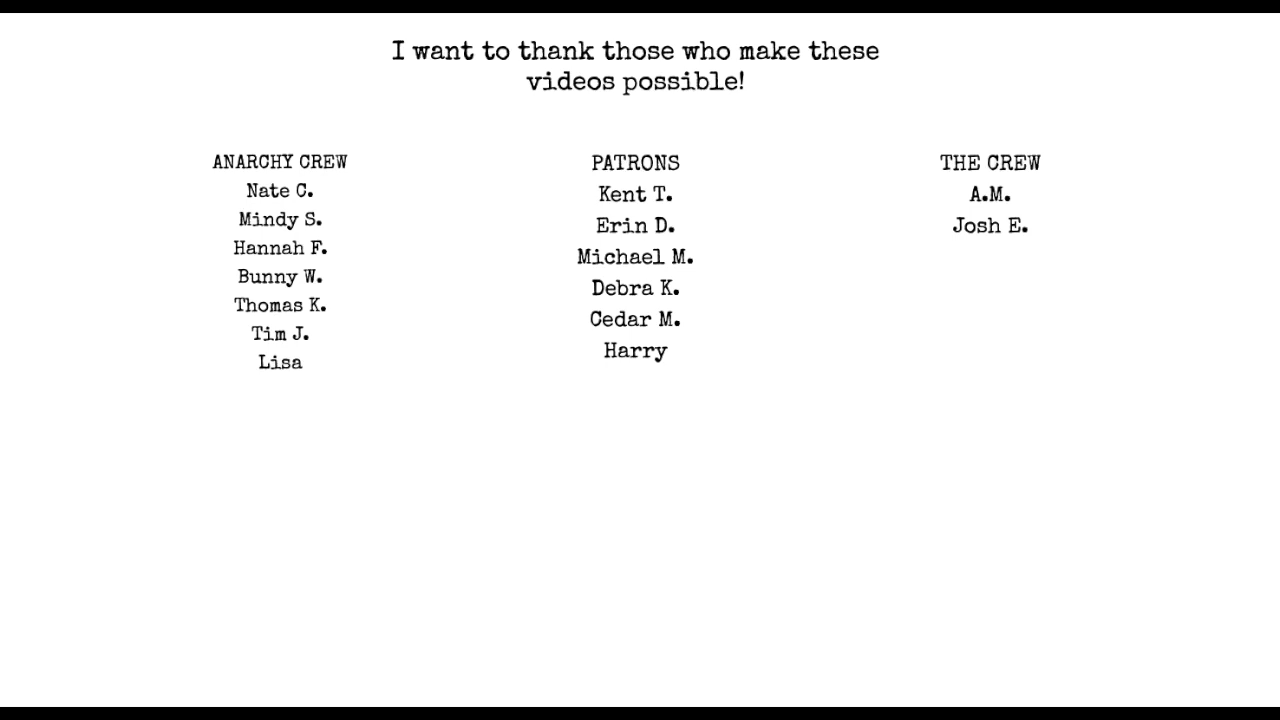 I want to thank those who make these
videos possible!
ANARCHY CREW
Nate C.
Mindy S.
Hannah F.
Bunny W.
Thomas K.
Tim J.
Lisa
PATRONS
Kent T.
Erin D.
Michael M.
Debra K.
Cedar M.
Harry
THE CREW
A.M.
Josh E.